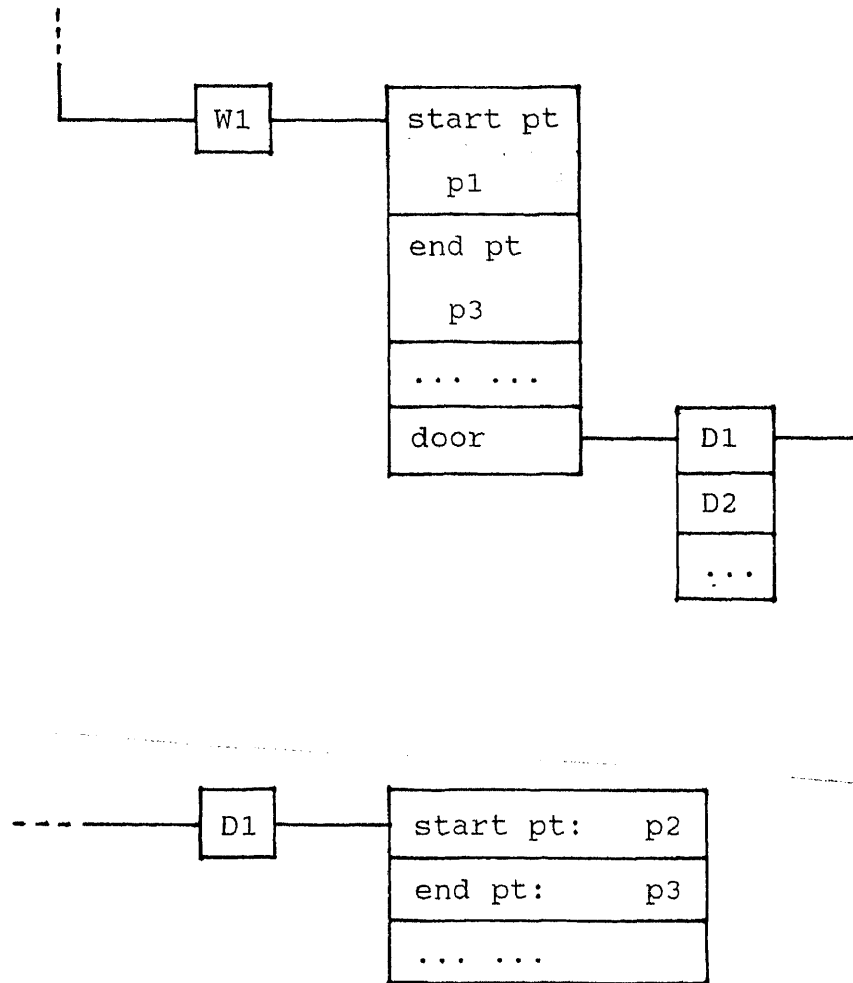 W1
start pt
p1
end pt
p3
... ...
door
D1
D2
...
D1
start pt: p2
end pt: p3
... ...